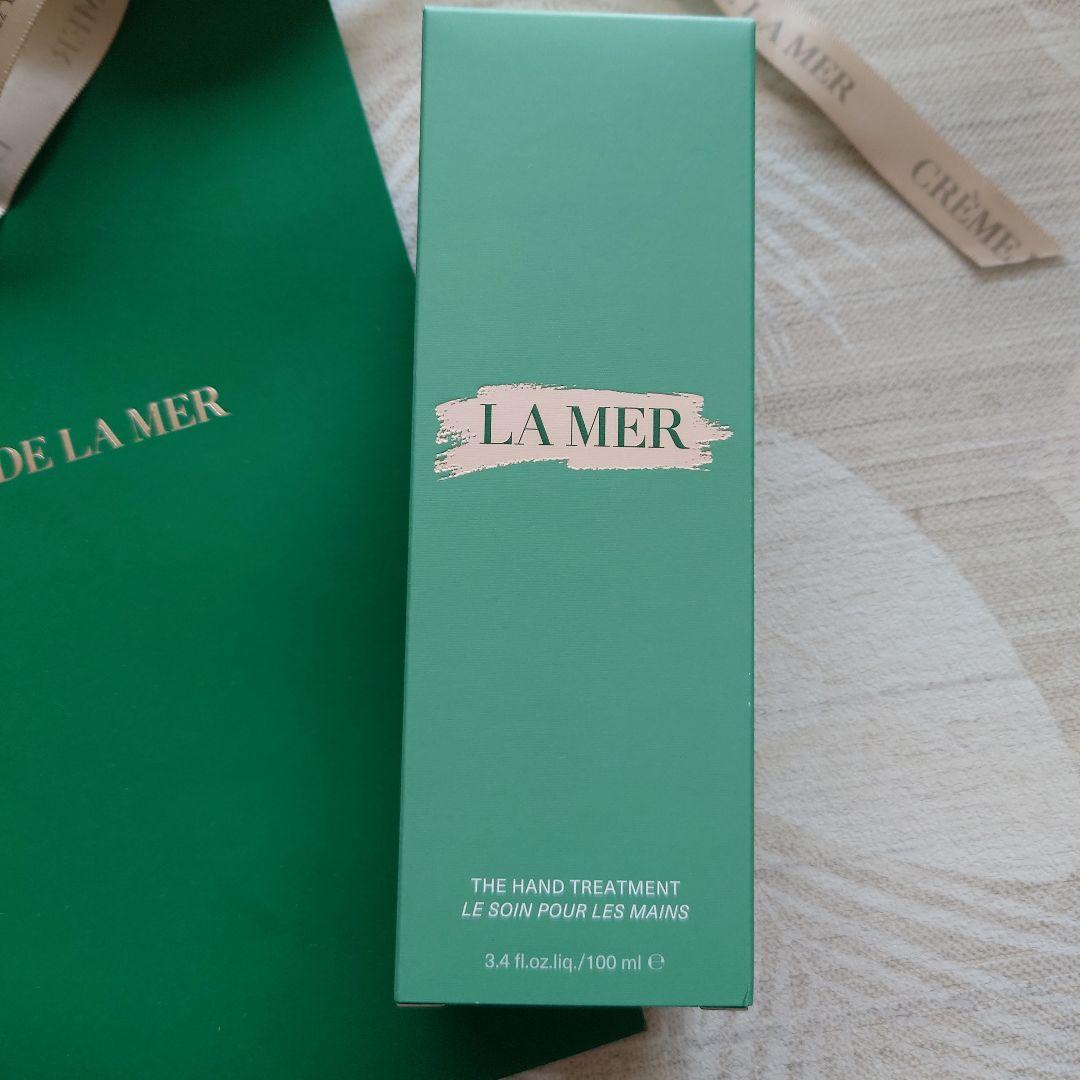 LA MER
CRÈME
DE LA MER
LA MER
THE HAND TREATMENT
LE SOIN POUR LES MAINS
3.4 fl.oz.liq./100 ml ℮